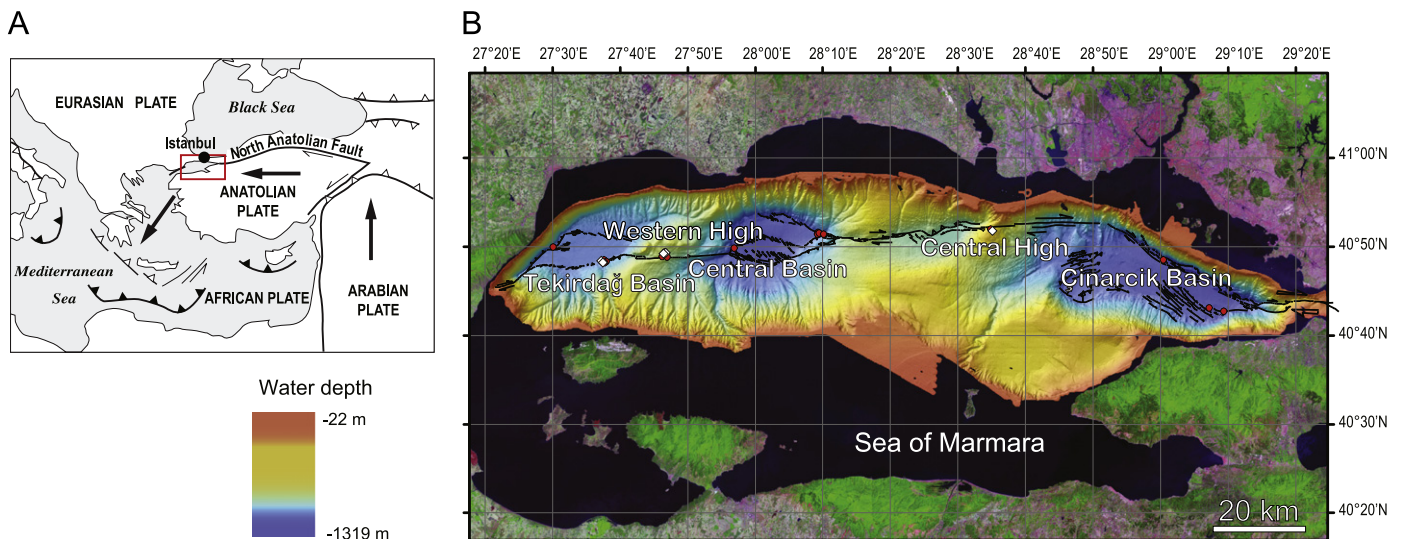 A
EURASIAN PLATE
Black Sea
Istanbul
North Anatolian Fault
ANATOLIAN
PLATE
Mediterranean
Sea
AFRICAN PLATE
ARABIAN
PLATE
Water depth
-22 m
-1319 m
B
27°20'E 27°30'E 27°40'E 27°50'E 28°00'E 28°10'E 28°20'E 28°30'E 28°40'E 28°50'E 29°00'E 29°10'E 29°20'E
41°00'N
40°50'N
40°40'N
40°30'N
40°20'N
Western High
Central High
Tekirdağ Basin
Central Basin
Çinarcik Basin
Sea of Marmara
20 km